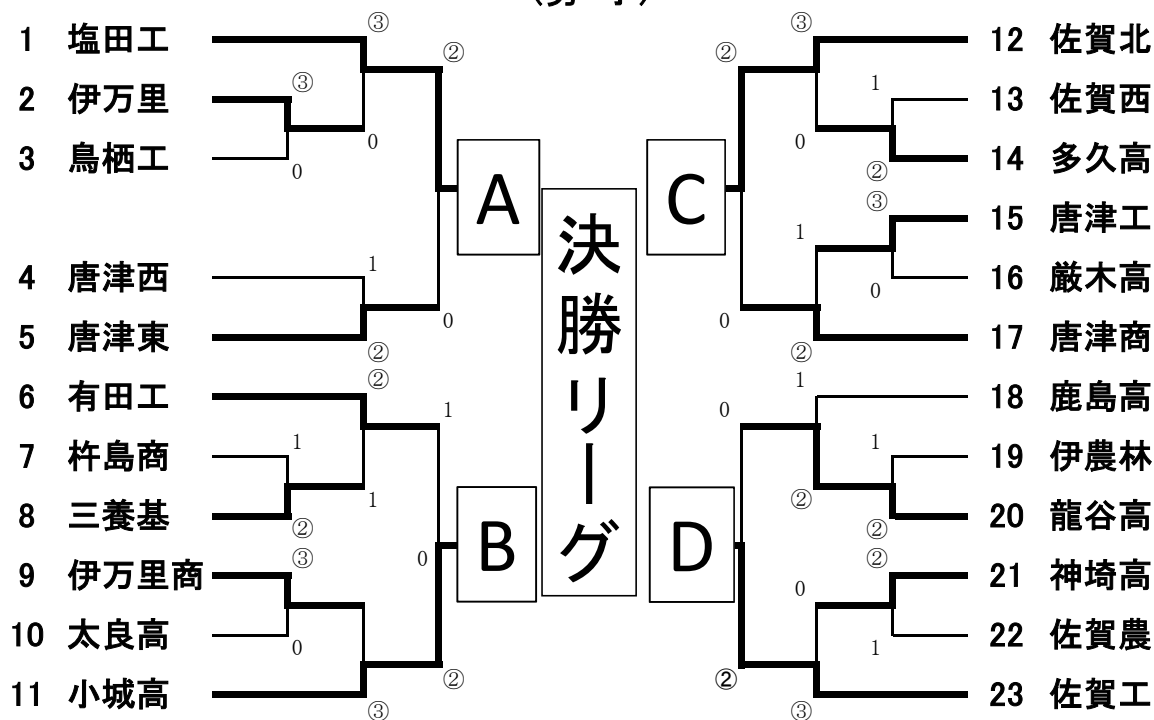 (男子)
1 塩田工
2 伊万里
3 鳥栖工
4 唐津西
5 唐津東
6 有田工
7 杵島商
8 三養基
9 伊万里商
10 太良高
11 小城高
③
②
③
0
0
1
0
②
②
1
1
1
②
③
0
0
②
③
A
B
決勝リーグ
C
D
③
②
1
0
②
③
1
0
0
②
1
0
1
②
②
②
0
1
②
③
12 佐賀北
13 佐賀西
14 多久高
15 唐津工
16 厳木高
17 唐津商
18 鹿島高
19 伊農林
20 龍谷高
21 神埼高
22 佐賀農
23 佐賀工